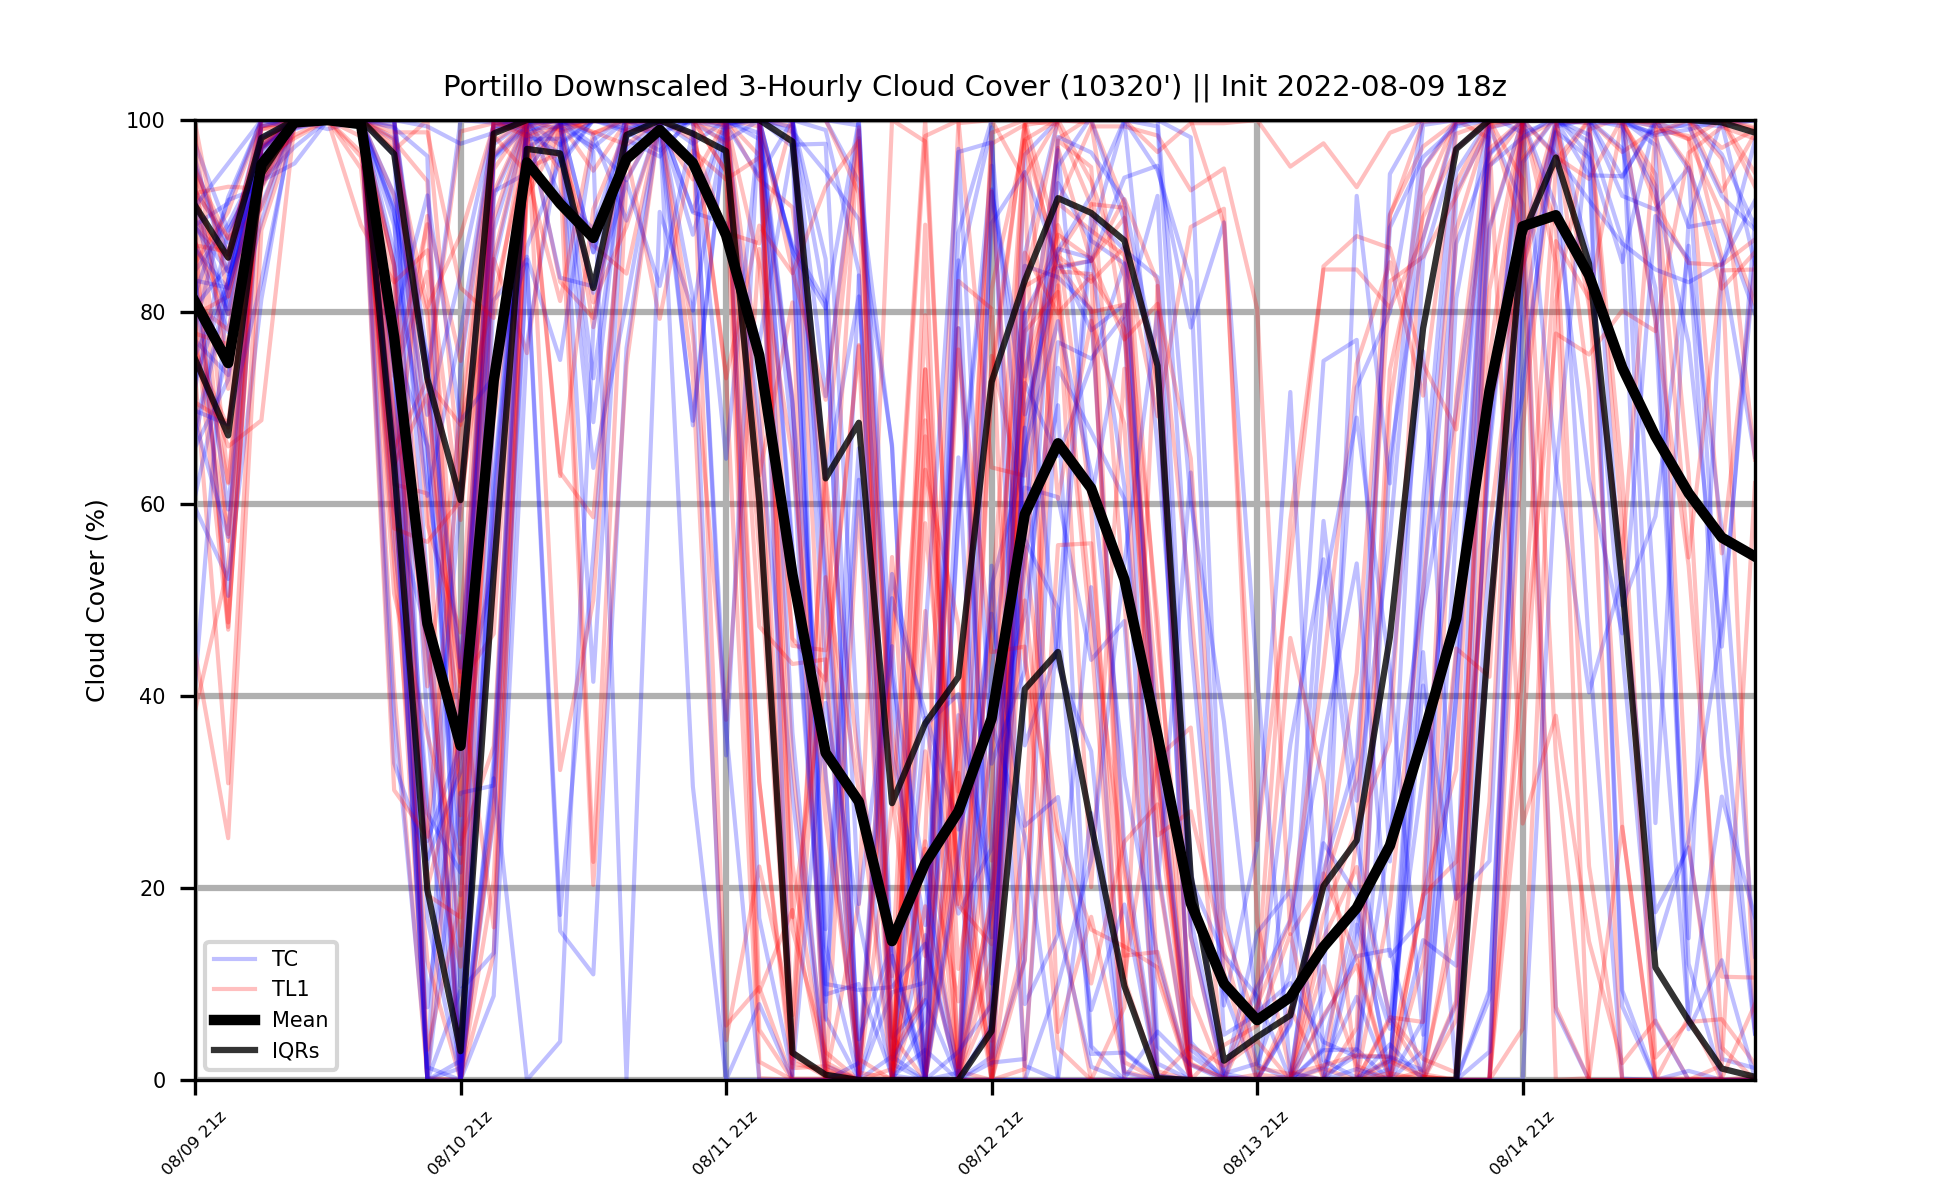 Portillo Downscaled 3-Hourly Cloud Cover (10320') || Init 2022-08-09 18z
100
80
60
40
20
0
Cloud Cover (%)
TC
TL1
Mean
IQRs
08/09 21z
08/10 21z
08/11 21z
08/12 21z
08/13 21z
08/14 21z